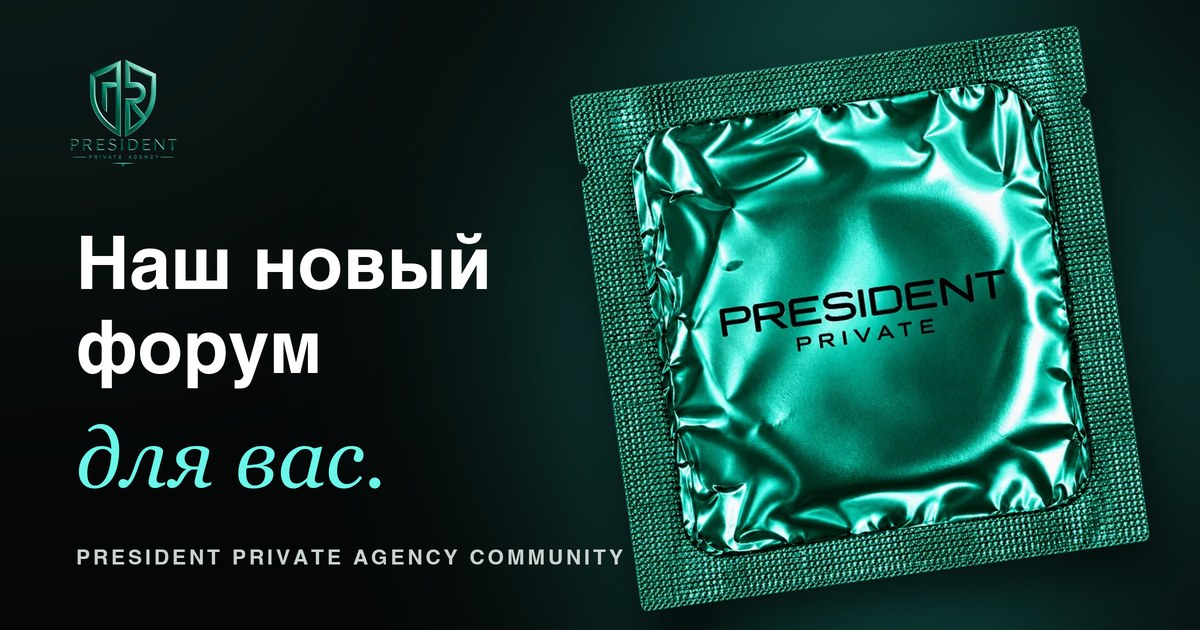 PRESIDENT
PRIVATE AGENCY
Наш новый
форум
для вас.
PRESIDENT PRIVATE AGENCY COMMUNITY
PRESIDENT
PRIVATE